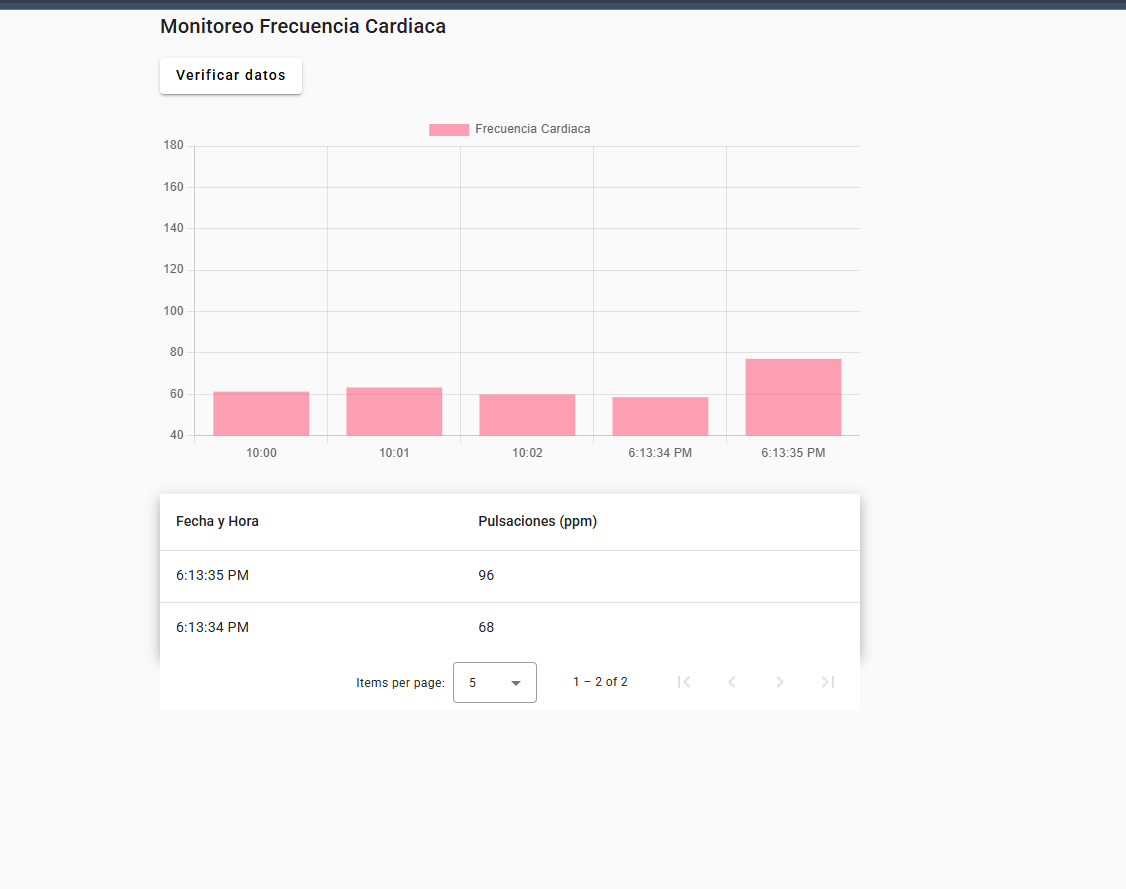 Monitoreo Frecuencia Cardiaca
Verificar datos
Frecuencia Cardiaca
180
160
140
120
100
80
60
40
10:00 10:01 10:02 6:13:34 PM 6:13:35 PM
Fecha y Hora Pulsaciones (ppm)
6:13:35 PM 96
6:13:34 PM 68
Items per page: 5 1 – 2 of 2